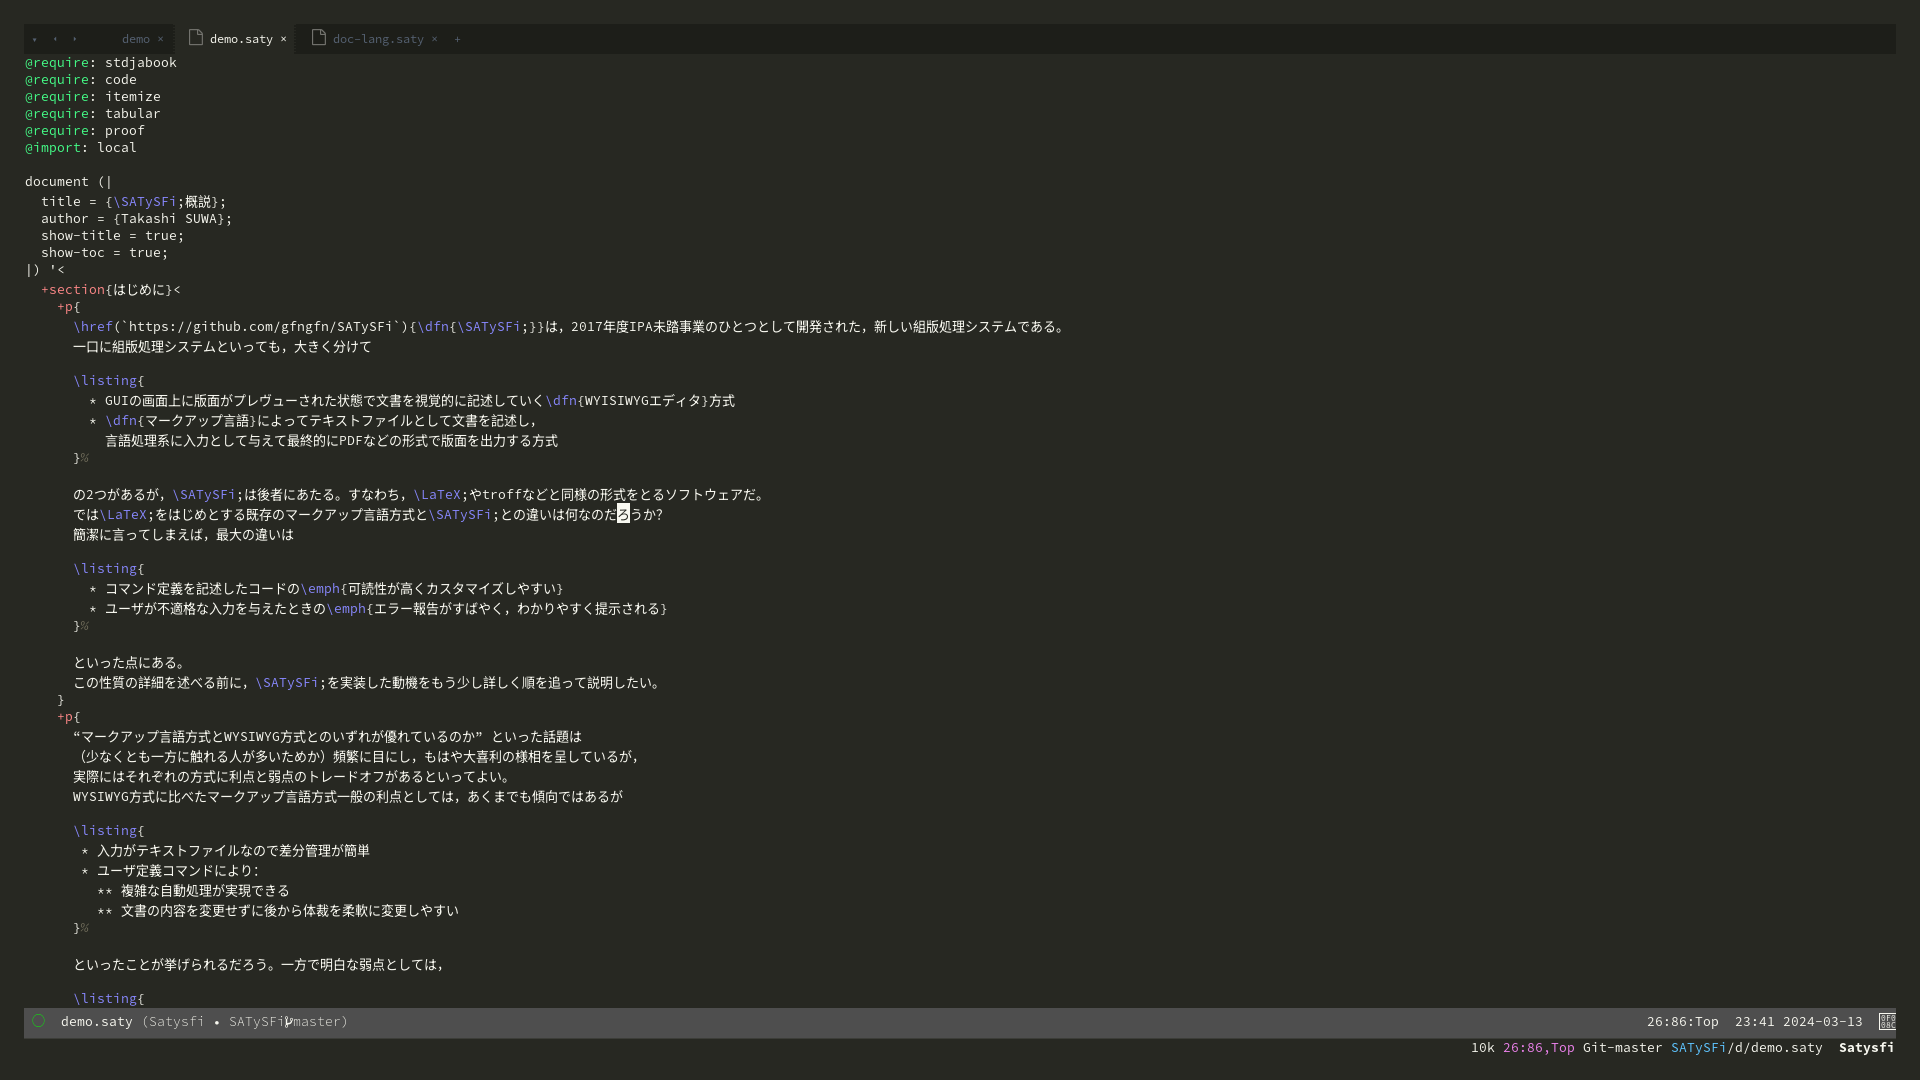 demo ×  demo.saty ×  doc-lang.saty ×  +
@require: stdjabook
@require: code
@require: itemize
@require: tabular
@require: proof
@import: local
document (|
title = {\SATySFi;概説};
author = {Takashi SUWA};
show-title = true;
show-toc = true;
|) '<
+section{はじめに}<
+p{
\href(`https://github.com/gfngfn/SATySFi`){\dfn{\SATySFi;}}は，2017年度IPA未踏事業のひとつとして開発された，新しい組版処理システムである。
一口に組版処理システムといっても，大きく分けて
\listing{
* GUIの画面上に版面がプレヴューされた状態で文書を視覚的に記述していく\dfn{WYISIWYGエディタ}方式
* \dfn{マークアップ言語}によってテキストファイルとして文書を記述し，
言語処理系に入力として与えて最終的にPDFなどの形式で版面を出力する方式
}%
の2つがあるが，\SATySFi;は後者にあたる。すなわち，\LaTeX;やtroffなどと同様の形式をとるソフトウェアだ。
では\LaTeX;をはじめとする既存のマークアップ言語方式と\SATySFi;との違いは何なのだろうか？
簡潔に言ってしまえば，最大の違いは
\listing{
* コマンド定義を記述したコードの\emph{可読性が高くカスタマイズしやすい}
* ユーザが不適格な入力を与えたときの\emph{エラー報告がすばやく，わかりやすく提示される}
}%
といった点にある。
この性質の詳細を述べる前に，\SATySFi;を実装した動機をもう少し詳しく順を追って説明したい。
}
+p{
“マークアップ言語方式とWYSIWYG方式とのいずれが優れているのか” といった話題は
（少なくとも一方に触れる人が多いためか）頻繁に目にし，もはや大喜利の様相を呈しているが，
実際にはそれぞれの方式に利点と弱点のトレードオフがあるといってよい。
WYSIWYG方式に比べたマークアップ言語方式一般の利点としては，あくまでも傾向ではあるが
\listing{
* 入力がテキストファイルなので差分管理が簡単
* ユーザ定義コマンドにより：
** 複雑な自動処理が実現できる
** 文書の内容を変更せずに後から体裁を柔軟に変更しやすい
}%
といったことが挙げられるだろう。一方で明白な弱点としては，
\listing{
demo.saty (Satysfi • SATySFi master)  26:86:Top  23:41 2024-03-13
10k 26:86,Top Git-master SATySFi/d/demo.saty  Satysfi